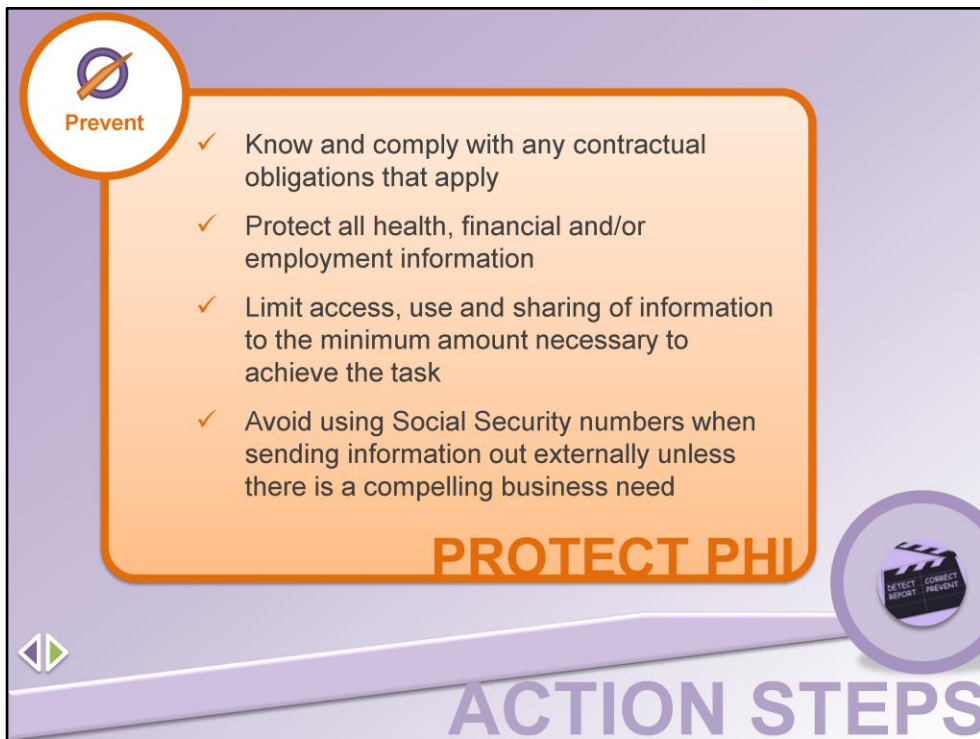 Prevent
✓ Know and comply with any contractual
obligations that apply
✓ Protect all health, financial and/or
employment information
✓ Limit access, use and sharing of information
to the minimum amount necessary to
achieve the task
✓ Avoid using Social Security numbers when
sending information out externally unless
there is a compelling business need
PROTECT PHI
DETECT CORRECT
REPORT PREVENT
ACTION STEPS